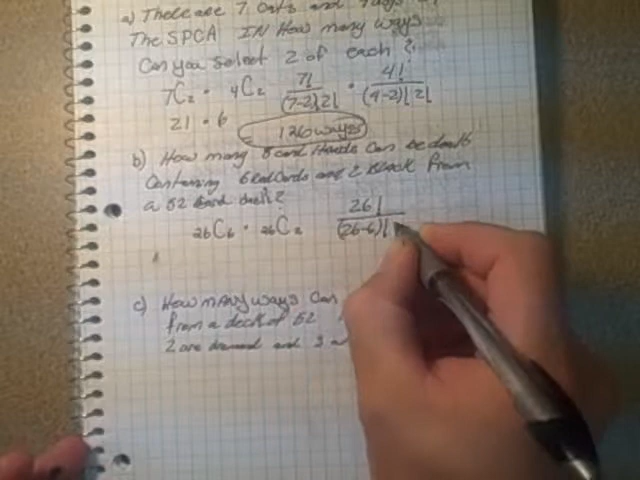 a) There are 7 Cats and
The SPCA IN How many ways
Can you select 2 of each?
7C2 · 4C2 7!/(7-2)!2! · 4!/(4-2)!2!
21 · 6 = 126 ways
b) How many 8 card Hands can be dealt
Containing 6 Red Cards and 2 Black from
a 52 Card deck?
26C6 · 26C2 26!/(26-6)!
c) How many ways can
from a deck of 52
2 are diamond and 3